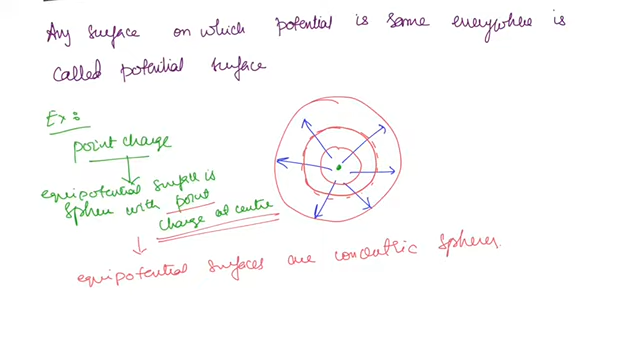 Any surface on which potential is same everywhere is
called potential surface
Ex:
point charge
equipotential surface is
sphere with point
charge at centre
equipotential surfaces are concentric spheres.